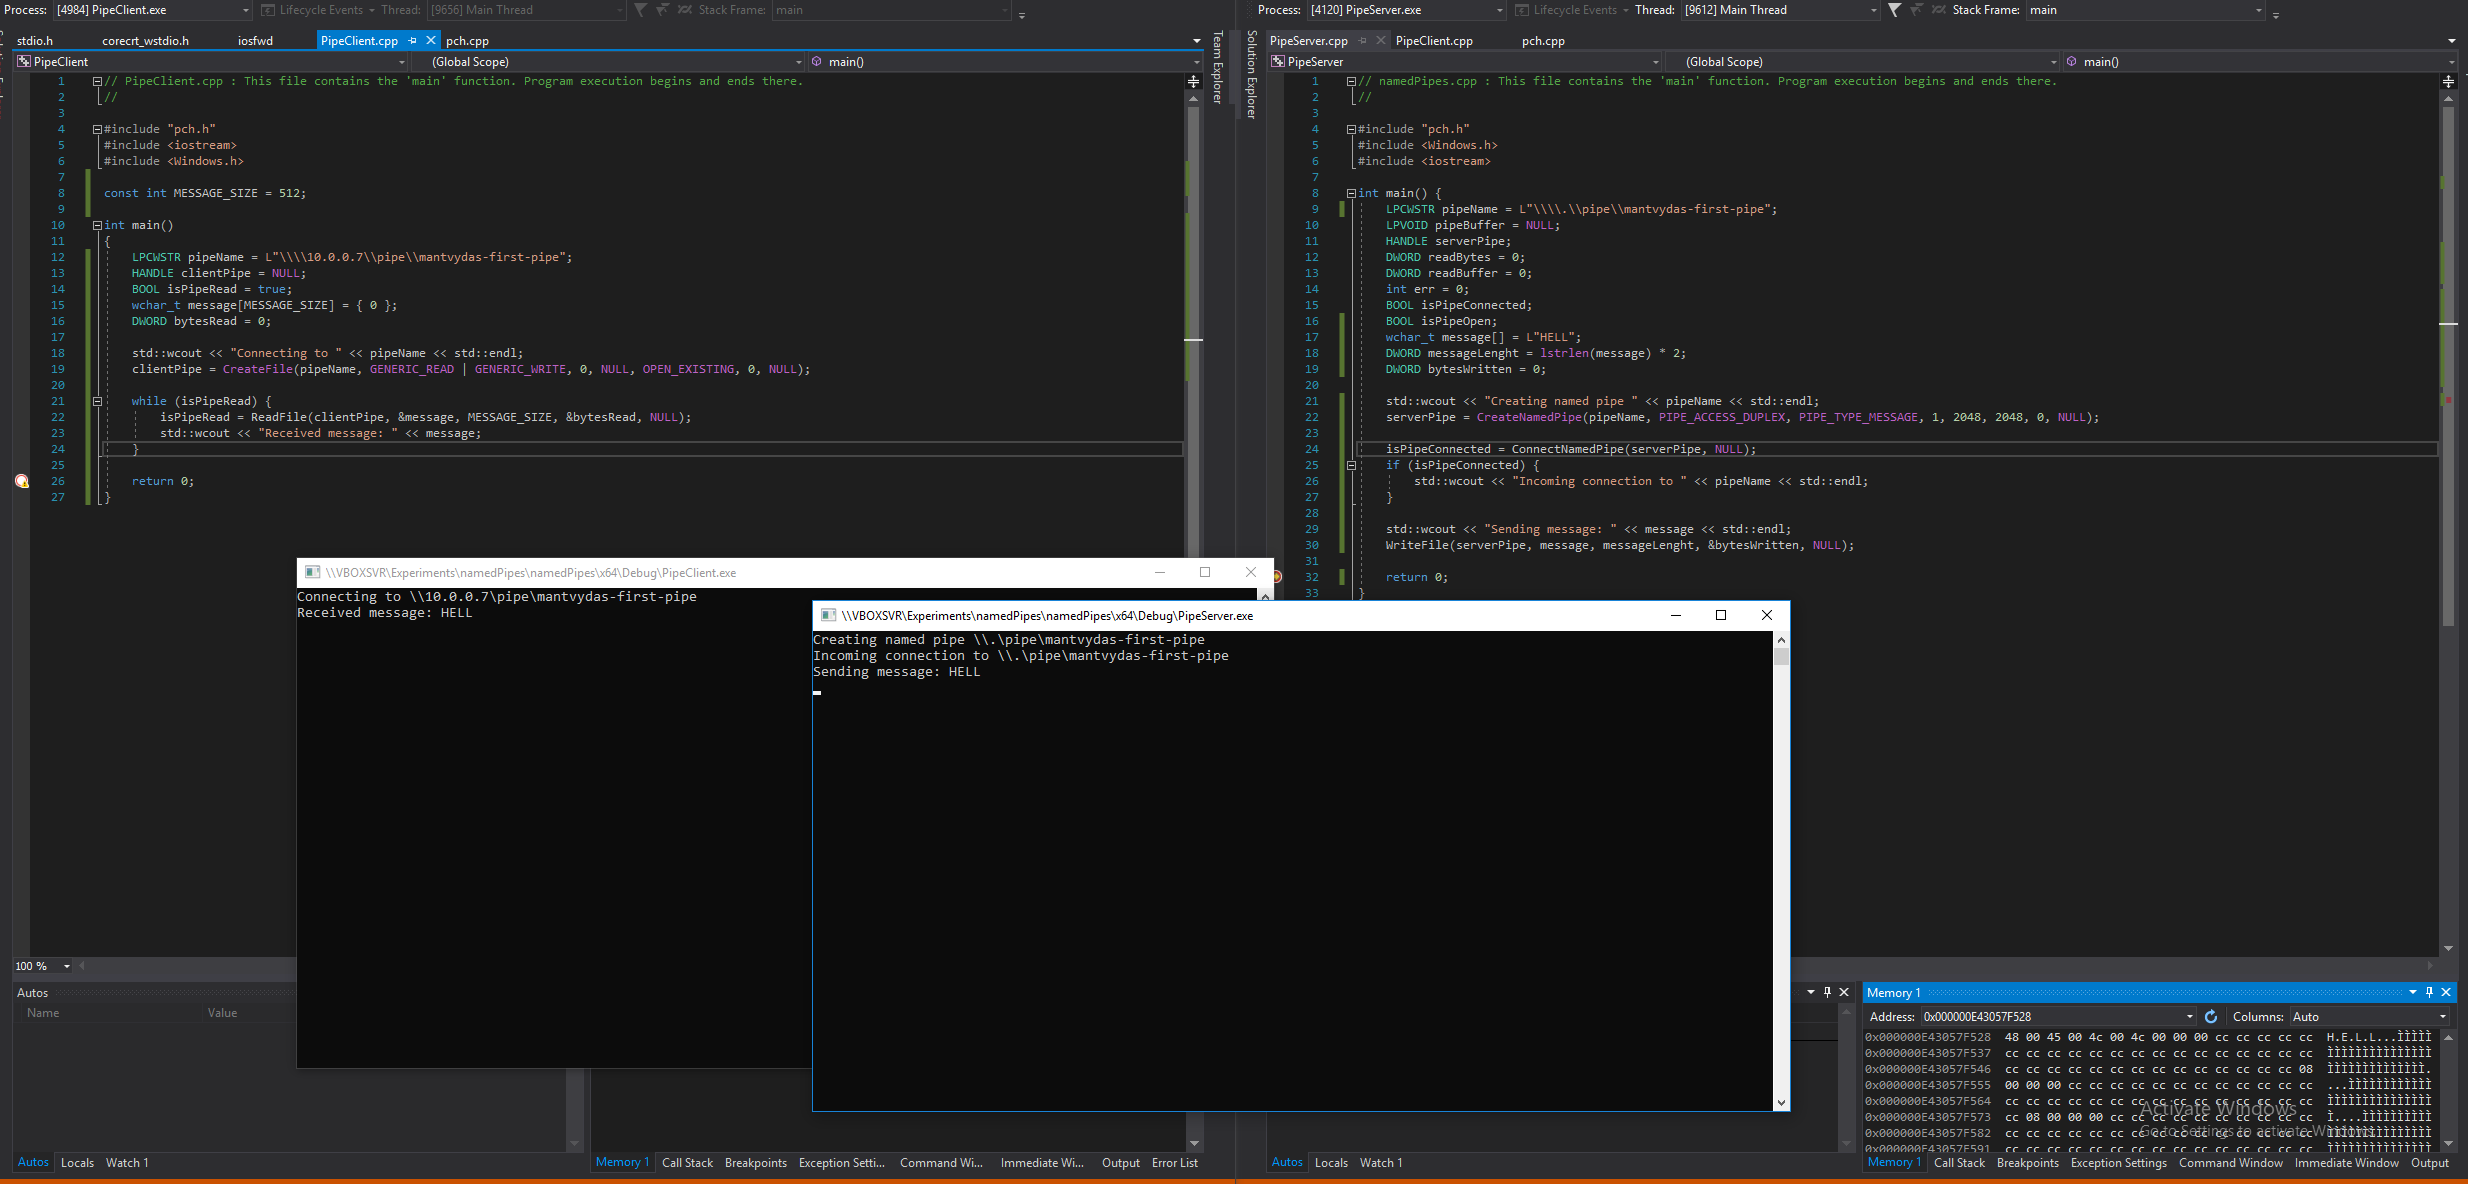 Process: [4984] PipeClient.exe Lifecycle Events Thread: [9656] Main Thread Stack Frame: main
stdio.h corecrt_wstdio.h iosfwd PipeClient.cpp pch.cpp
PipeClient (Global Scope) main()
1 // PipeClient.cpp : This file contains the 'main' function. Program execution begins and ends there.
2 //
3
4 #include "pch.h"
5 #include <iostream>
6 #include <Windows.h>
7
8 const int MESSAGE_SIZE = 512;
9
10 int main()
11 {
12 LPCWSTR pipeName = L"\\\\10.0.0.7\\pipe\\mantvydas-first-pipe";
13 HANDLE clientPipe = NULL;
14 BOOL isPipeRead = true;
15 wchar_t message[MESSAGE_SIZE] = { 0 };
16 DWORD bytesRead = 0;
17
18 std::wcout << "Connecting to " << pipeName << std::endl;
19 clientPipe = CreateFile(pipeName, GENERIC_READ | GENERIC_WRITE, 0, NULL, OPEN_EXISTING, 0, NULL);
20
21 while (isPipeRead) {
22 isPipeRead = ReadFile(clientPipe, &message, MESSAGE_SIZE, &bytesRead, NULL);
23 std::wcout << "Received message: " << message;
24 }
25
26 return 0;
27 }
Team Explorer
Solution Explorer
Process: [4120] PipeServer.exe Lifecycle Events Thread: [9612] Main Thread Stack Frame: main
PipeServer.cpp PipeClient.cpp pch.cpp
PipeServer (Global Scope) main()
1 // namedPipes.cpp : This file contains the 'main' function. Program execution begins and ends there.
2 //
3
4 #include "pch.h"
5 #include <Windows.h>
6 #include <iostream>
7
8 int main() {
9 LPCWSTR pipeName = L"\\\\.\\pipe\\mantvydas-first-pipe";
10 LPVOID pipeBuffer = NULL;
11 HANDLE serverPipe;
12 DWORD readBytes = 0;
13 DWORD readBuffer = 0;
14 int err = 0;
15 BOOL isPipeConnected;
16 BOOL isPipeOpen;
17 wchar_t message[] = L"HELL";
18 DWORD messageLenght = lstrlen(message) * 2;
19 DWORD bytesWritten = 0;
20
21 std::wcout << "Creating named pipe " << pipeName << std::endl;
22 serverPipe = CreateNamedPipe(pipeName, PIPE_ACCESS_DUPLEX, PIPE_TYPE_MESSAGE, 1, 2048, 2048, 0, NULL);
23
24 isPipeConnected = ConnectNamedPipe(serverPipe, NULL);
25 if (isPipeConnected) {
26 std::wcout << "Incoming connection to " << pipeName << std::endl;
27 }
28
29 std::wcout << "Sending message: " << message << std::endl;
30 WriteFile(serverPipe, message, messageLenght, &bytesWritten, NULL);
31
32 return 0;
33 }
\\VBOXSVR\Experiments\namedPipes\namedPipes\x64\Debug\PipeClient.exe
Connecting to \\10.0.0.7\pipe\mantvydas-first-pipe
Received message: HELL
\\VBOXSVR\Experiments\namedPipes\namedPipes\x64\Debug\PipeServer.exe
Creating named pipe \\.\pipe\mantvydas-first-pipe
Incoming connection to \\.\pipe\mantvydas-first-pipe
Sending message: HELL
100 %
Autos
Name Value
Autos Locals Watch 1
Memory 1 Call Stack Breakpoints Exception Setti... Command Wi... Immediate Wi... Output Error List
Autos Locals Watch 1
Memory 1
Address: 0x000000E43057F528 Columns: Auto
0x000000E43057F528 48 00 45 00 4c 00 4c 00 00 00 cc cc cc cc cc H.E.L.L...ÌÌÌÌÌ
0x000000E43057F537 cc cc cc cc cc cc cc cc cc cc cc cc cc cc cc ÌÌÌÌÌÌÌÌÌÌÌÌÌÌÌ
0x000000E43057F546 cc cc cc cc cc cc cc cc cc cc cc cc cc cc 08 ÌÌÌÌÌÌÌÌÌÌÌÌÌÌ.
0x000000E43057F555 00 00 00 cc cc cc cc cc cc cc cc cc cc cc cc ...ÌÌÌÌÌÌÌÌÌÌÌÌ
0x000000E43057F564 cc cc cc cc cc cc cc cc cc cc cc cc cc cc cc ÌÌÌÌÌÌÌÌÌÌÌÌÌÌÌ
0x000000E43057F573 cc 08 00 00 00 cc cc cc cc cc cc cc cc cc cc Ì....ÌÌÌÌÌÌÌÌÌÌ
0x000000E43057F582 cc cc cc cc cc cc cc cc cc cc cc cc cc cc cc
0x000000E43057F591
Activate Windows
Go to Settings to activate Windows.
Memory 1 Call Stack Breakpoints Exception Settings Command Window Immediate Window Output